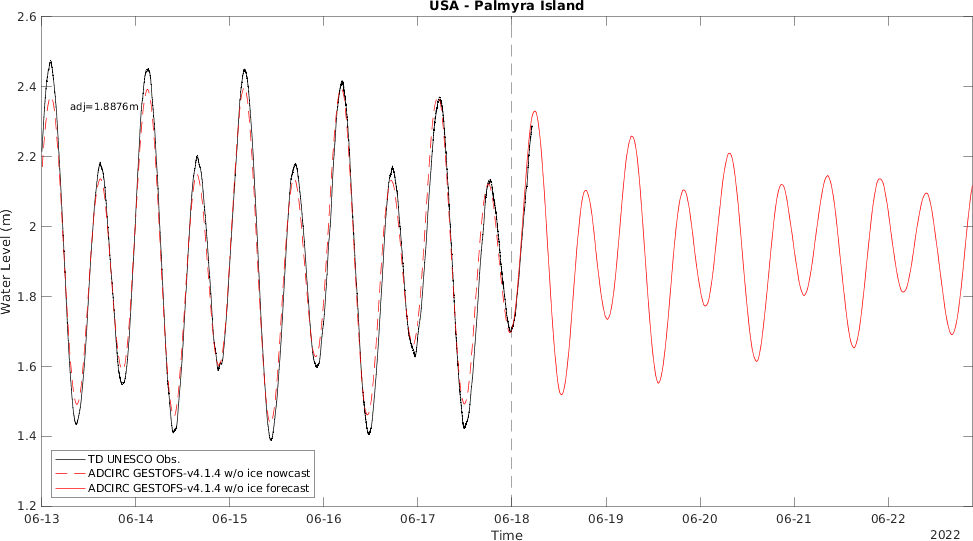 USA - Palmyra Island
2.6
2.4
adj=1.8876m
2.2
2
Water Level (m)
1.8
1.6
1.4
TD UNESCO Obs.
ADCIRC GESTOFS-v4.1.4 w/o ice nowcast
ADCIRC GESTOFS-v4.1.4 w/o ice forecast
1.2
06-13 06-14 06-15 06-16 06-17 06-18 06-19 06-20 06-21 06-22
Time
2022